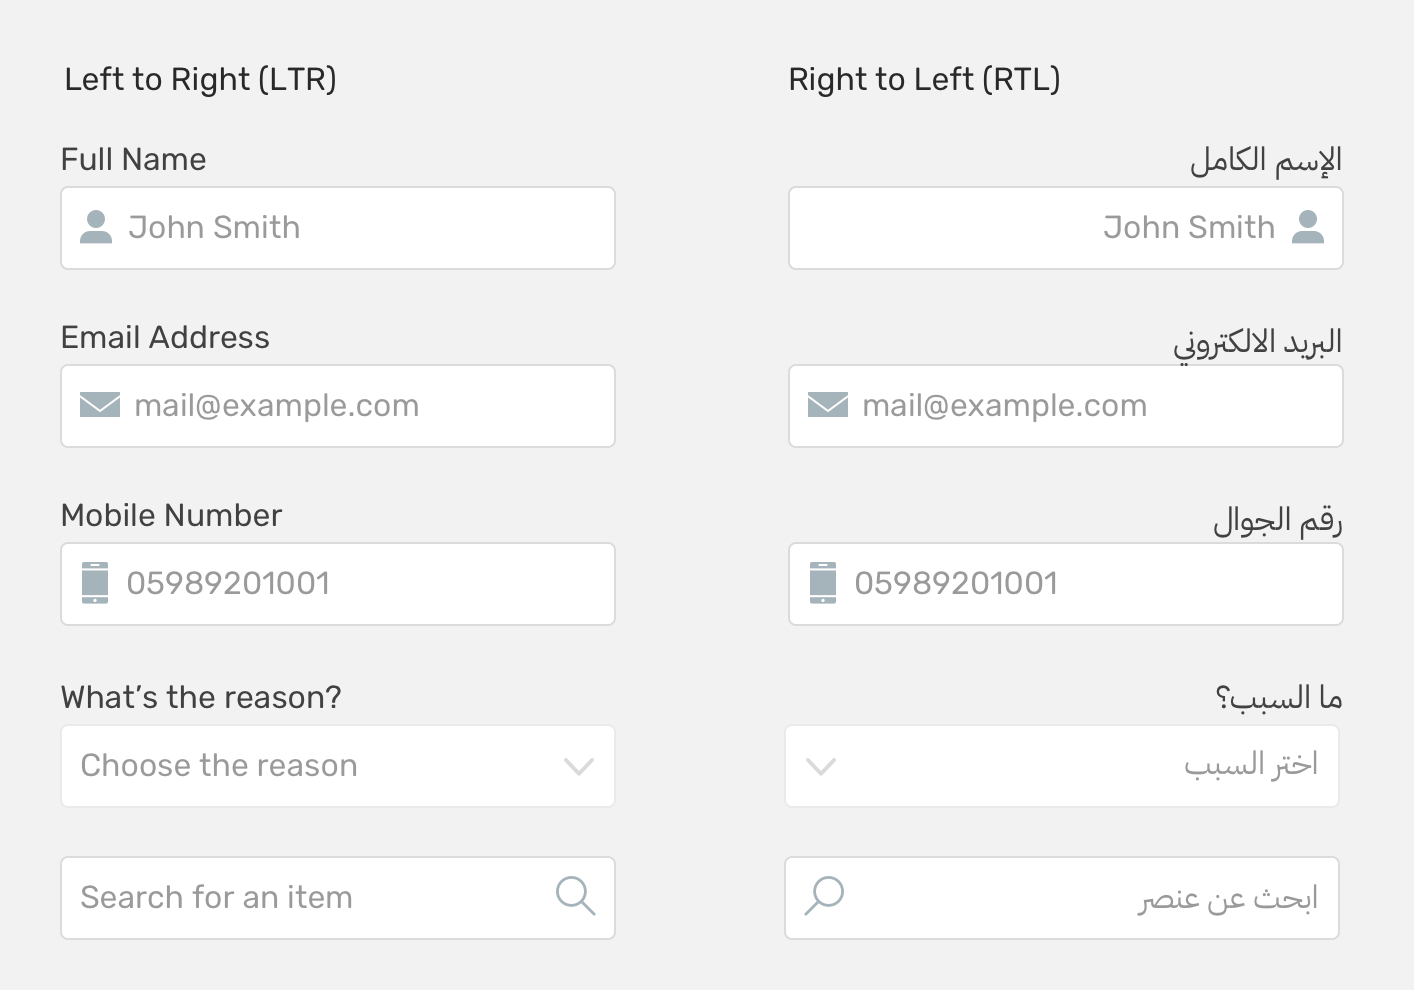 Left to Right (LTR)
Full Name
John Smith
Email Address
mail@example.com
Mobile Number
05989201001
What’s the reason?
Choose the reason
Search for an item
Right to Left (RTL)
الإسم الكامل
John Smith
البريد الالكتروني
mail@example.com
رقم الجوال
05989201001
ما السبب؟
اختر السبب
ابحث عن عنصر